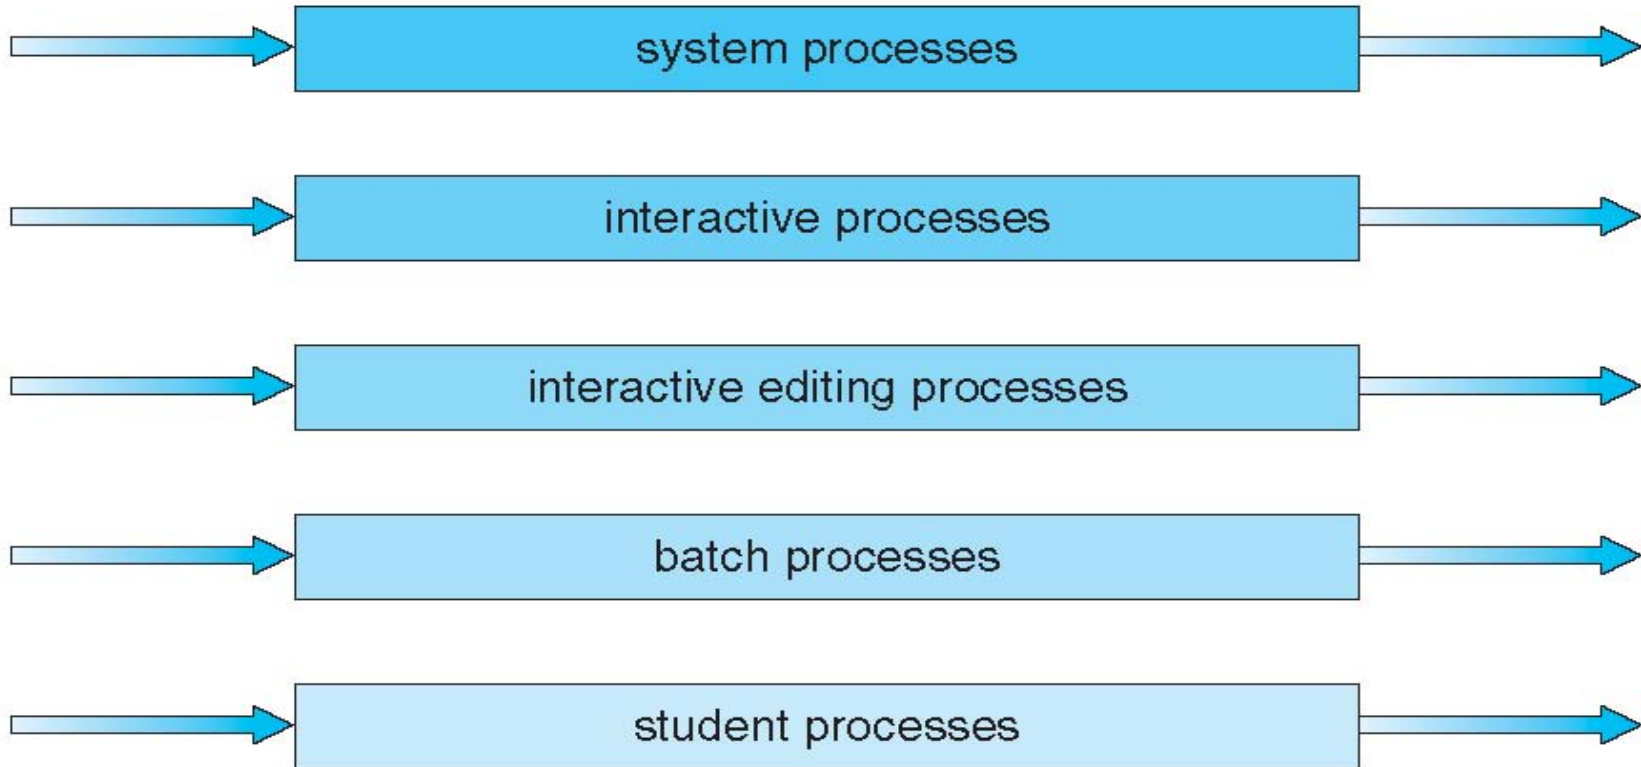 system processes
interactive processes
interactive editing processes
batch processes
student processes